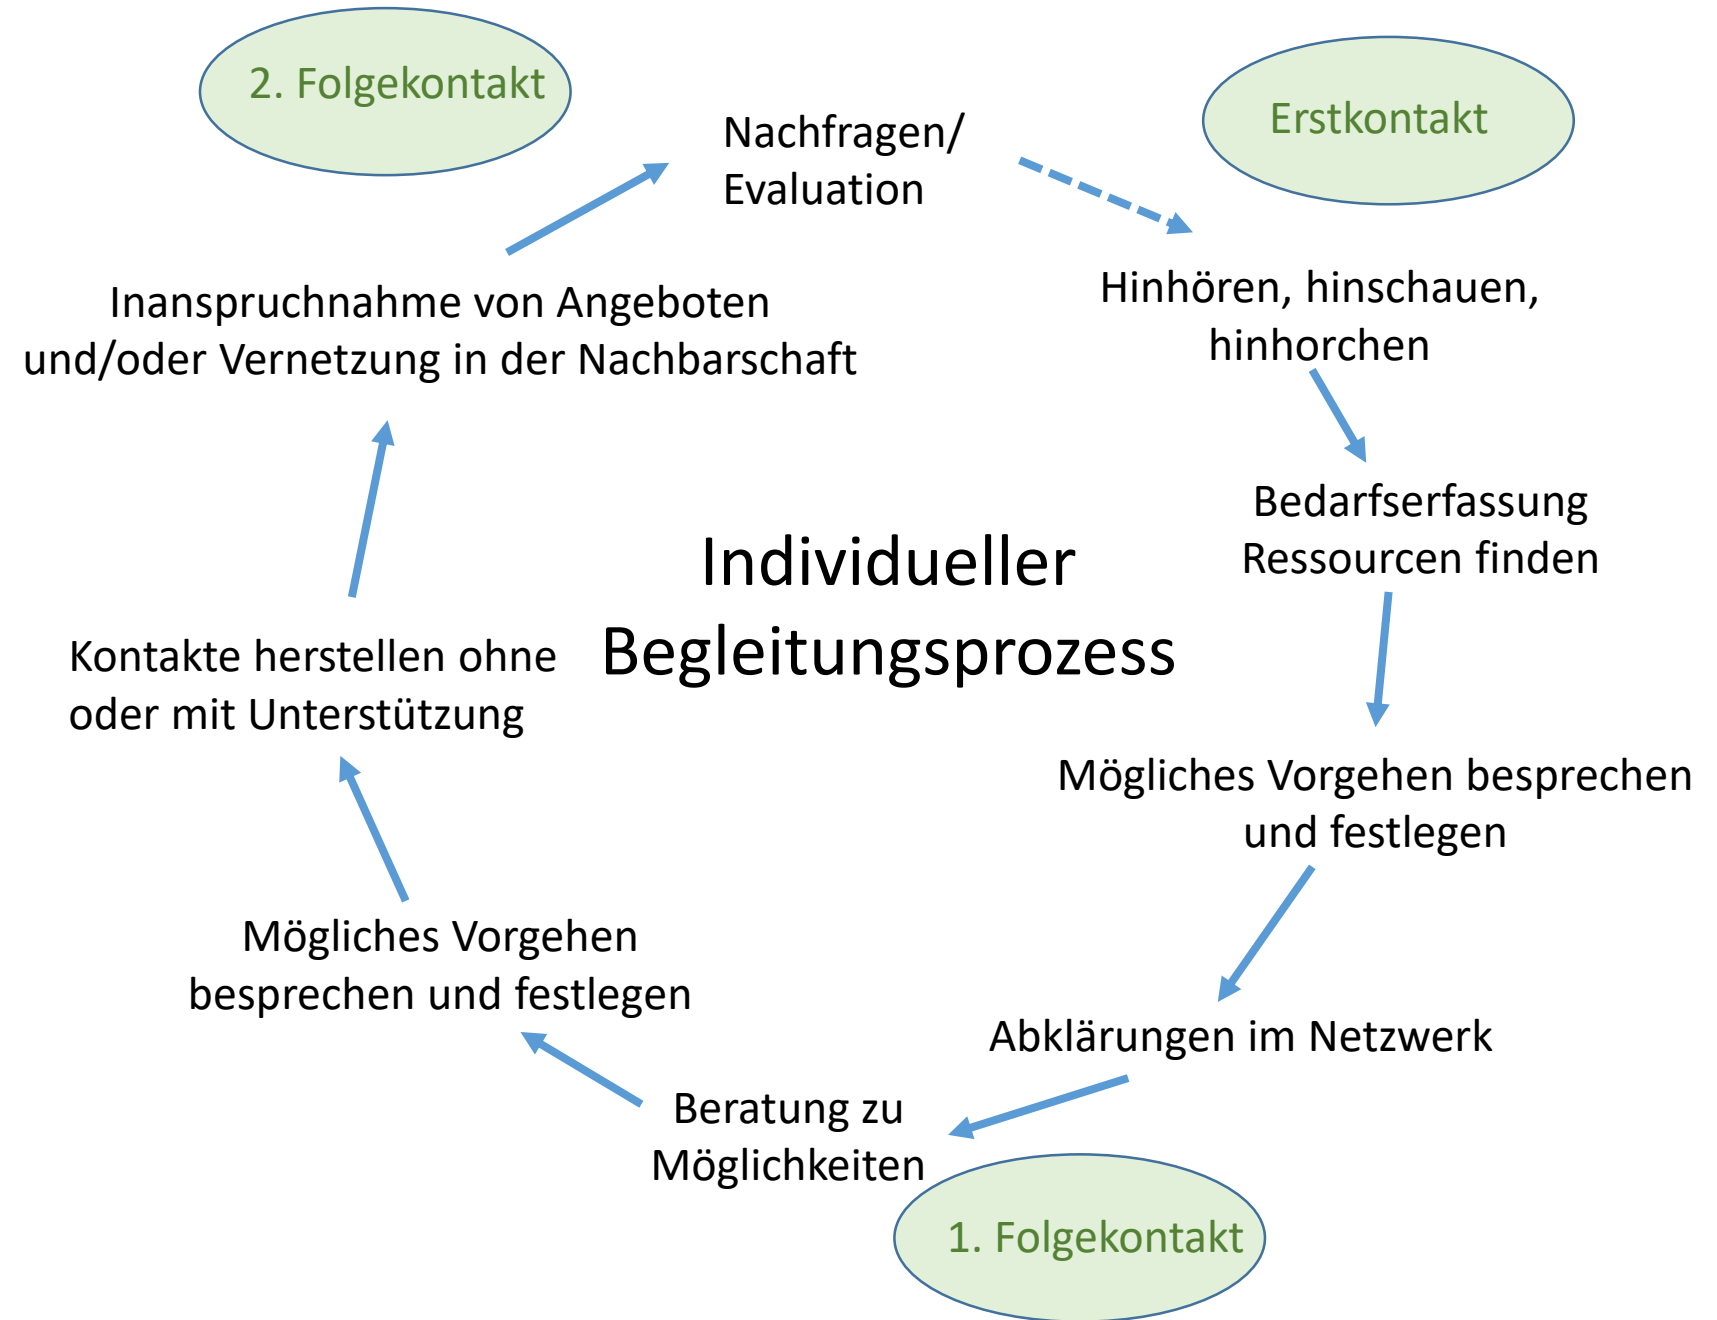 2. Folgekontakt
Erstkontakt
Nachfragen/
Evaluation
Hinhören, hinschauen,
hinhorchen
Bedarfserfassung
Ressourcen finden
Mögliches Vorgehen besprechen
und festlegen
Abklärungen im Netzwerk
1. Folgekontakt
Beratung zu
Möglichkeiten
Mögliches Vorgehen
besprechen und festlegen
Kontakte herstellen ohne
oder mit Unterstützung
Inanspruchnahme von Angeboten
und/oder Vernetzung in der Nachbarschaft
Individueller
Begleitungsprozess